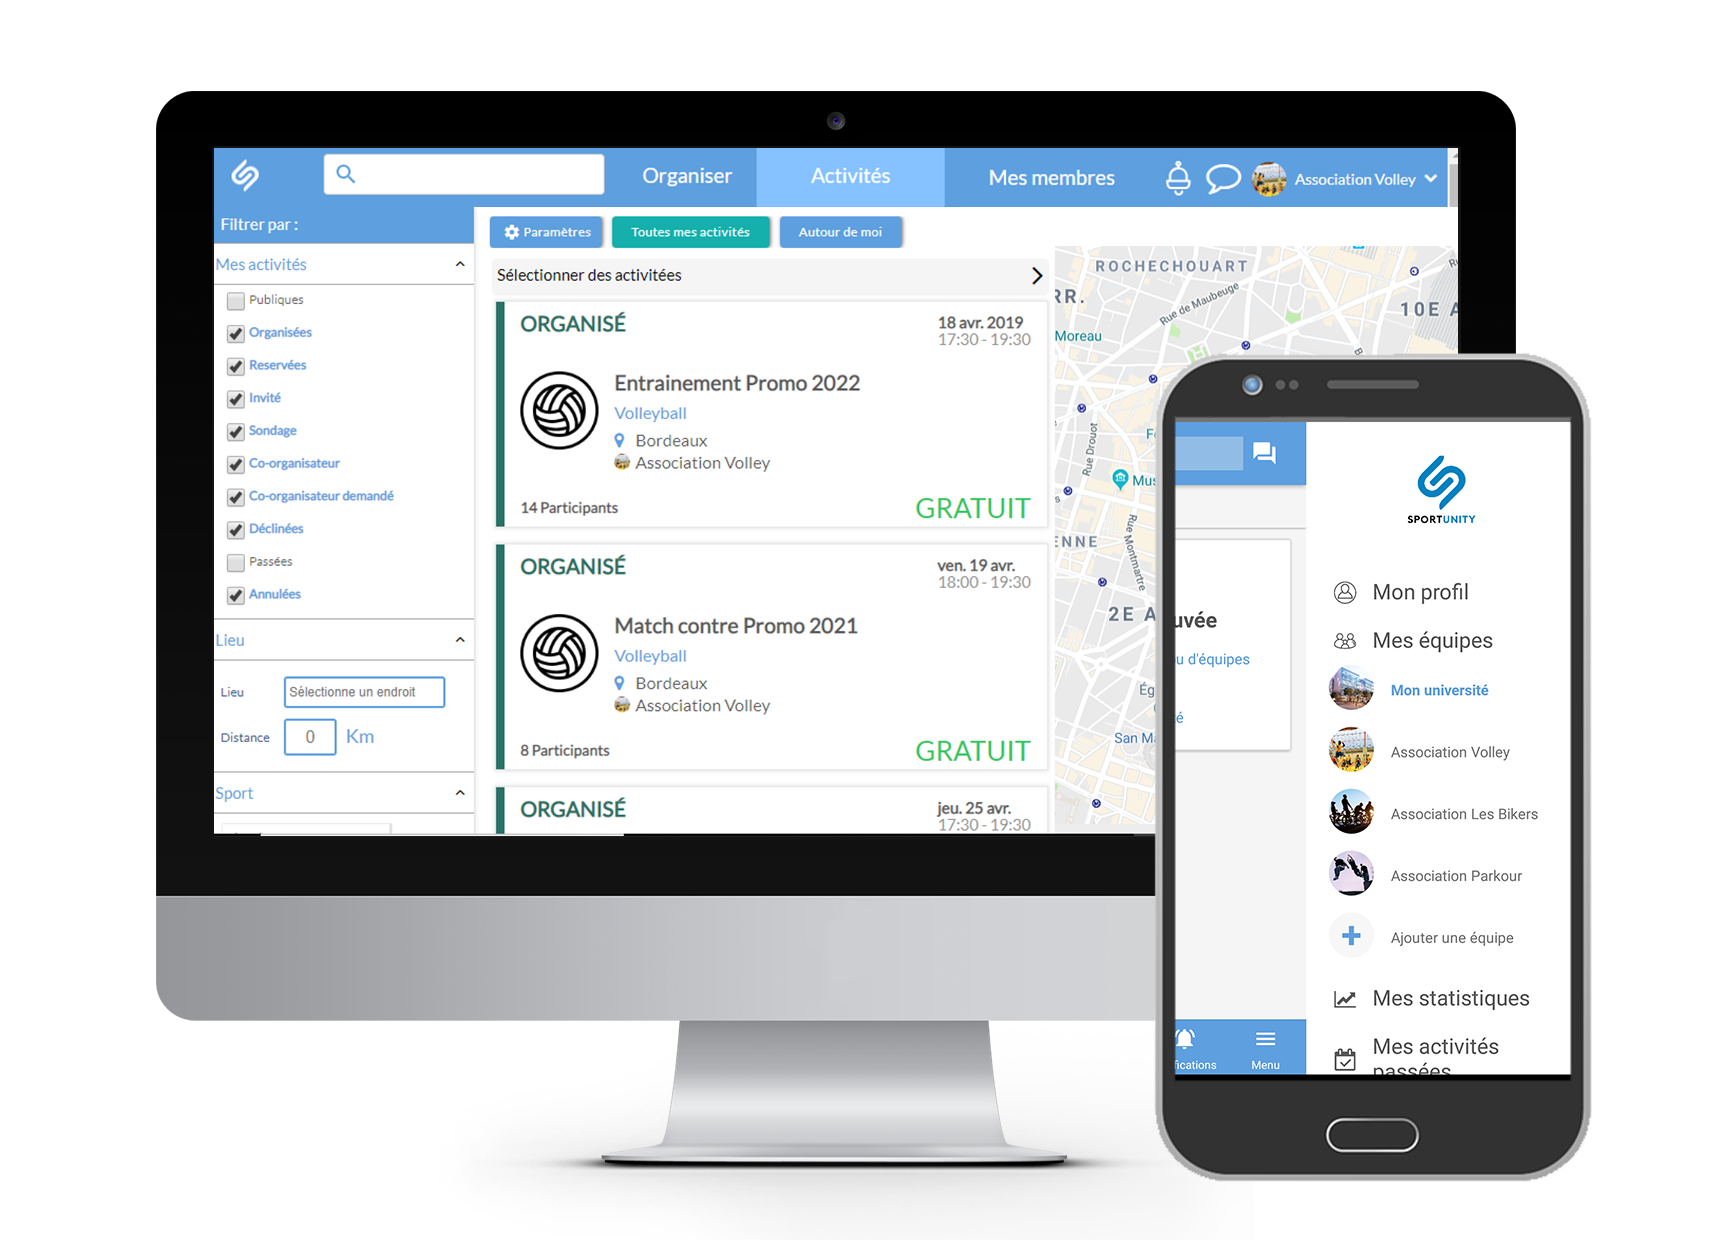 Organiser
Activités
Mes membres
Association Volley
Filtrer par :
Mes activités
Publiques
Organisées
Reservées
Invité
Sondage
Co-organisateur
Co-organisateur demandé
Déclinées
Passées
Annulées
Lieu
Lieu
Sélectionne un endroit
Distance
0
Km
Sport
Paramètres
Toutes mes activités
Autour de moi
Sélectionner des activitées
ORGANISÉ
18 avr. 2019
17:30 - 19:30
Entrainement Promo 2022
Volleyball
Bordeaux
Association Volley
14 Participants
GRATUIT
ORGANISÉ
ven. 19 avr.
18:00 - 19:30
Match contre Promo 2021
Volleyball
Bordeaux
Association Volley
8 Participants
GRATUIT
ORGANISÉ
jeu. 25 avr.
17:30 - 19:30
ROCHECHOUART
RR.
Rue de Maubeuge
10E A
Moreau
Rue Drouot
Mus
Rue Montmartre
ENNE
2E A
Ég
San Ma
uvée
u d'équipes
é
fications
Menu
SPORTUNITY
Mon profil
Mes équipes
Mon université
Association Volley
Association Les Bikers
Association Parkour
Ajouter une équipe
Mes statistiques
Mes activités
passées